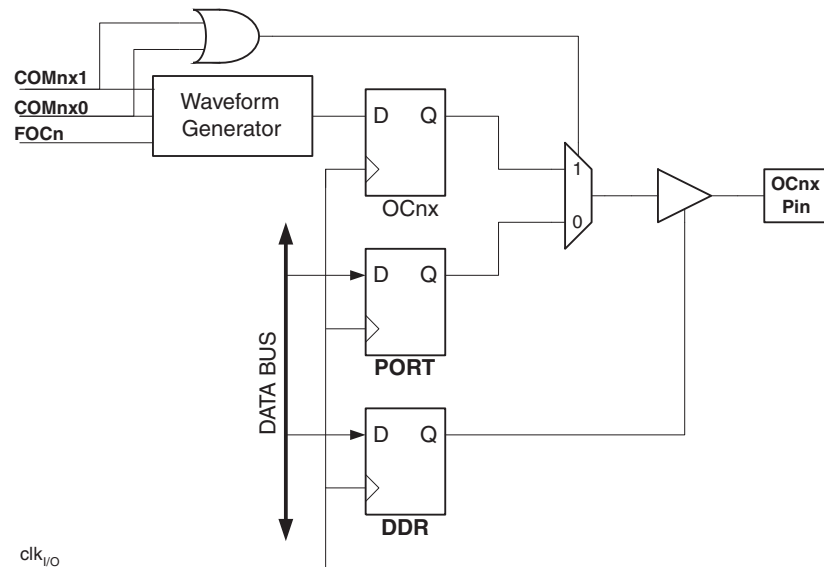 COMnx1
COMnx0
FOCn
Waveform
Generator
D Q
OCnx
1
0
OCnx
Pin
D Q
PORT
D Q
DDR
DATA BUS
clkI/O